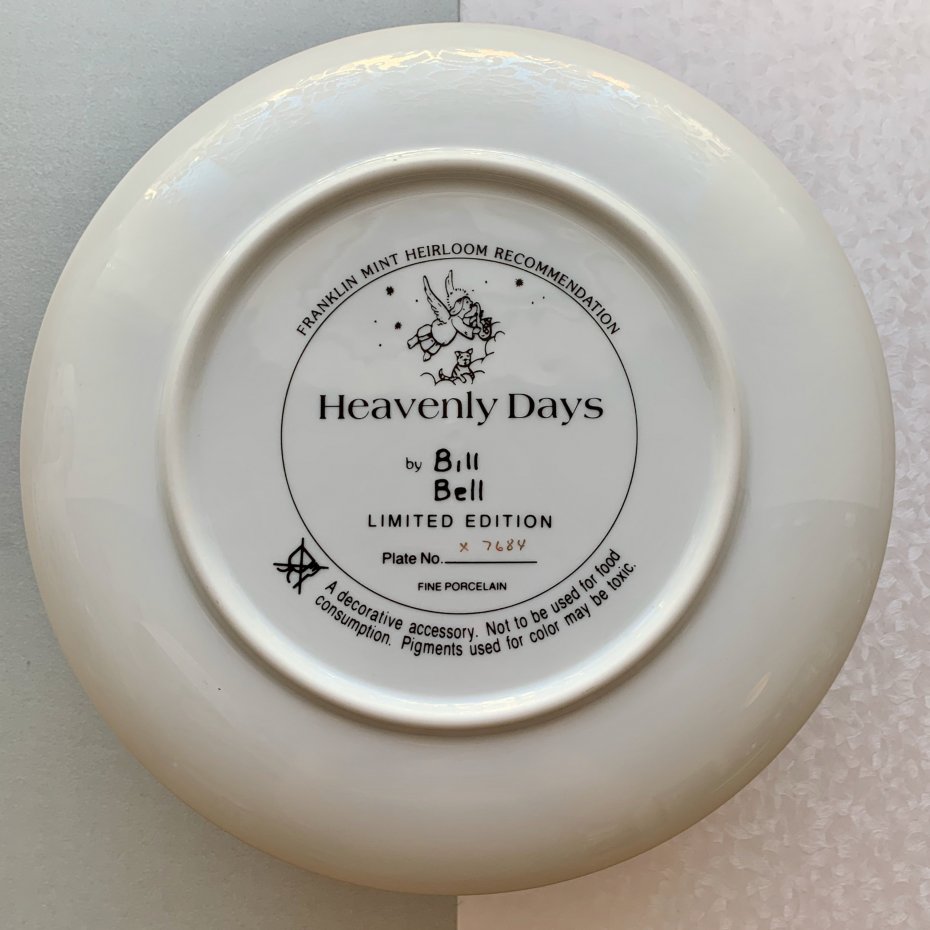 FRANKLIN MINT HEIRLOOM RECOMMENDATION
Heavenly Days
by Bill
Bell
LIMITED EDITION
Plate No. x 7684
FINE PORCELAIN
A decorative accessory. Not to be used for food
consumption. Pigments used for color may be toxic.